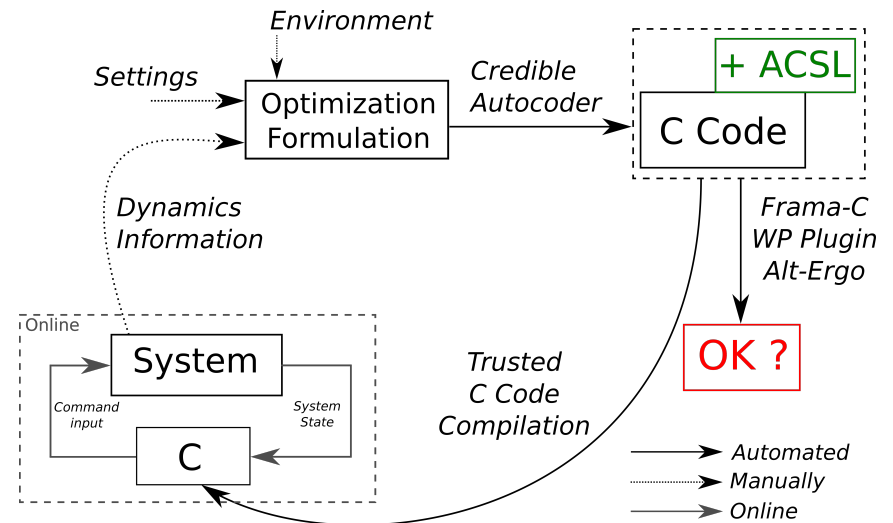 Environment
Settings
Optimization
Formulation
Credible
Autocoder
+ ACSL
C Code
Dynamics
Information
Frama-C
WP Plugin
Alt-Ergo
OK ?
Online
System
Command
input
System
State
C
Trusted
C Code
Compilation
Automated
Manually
Online